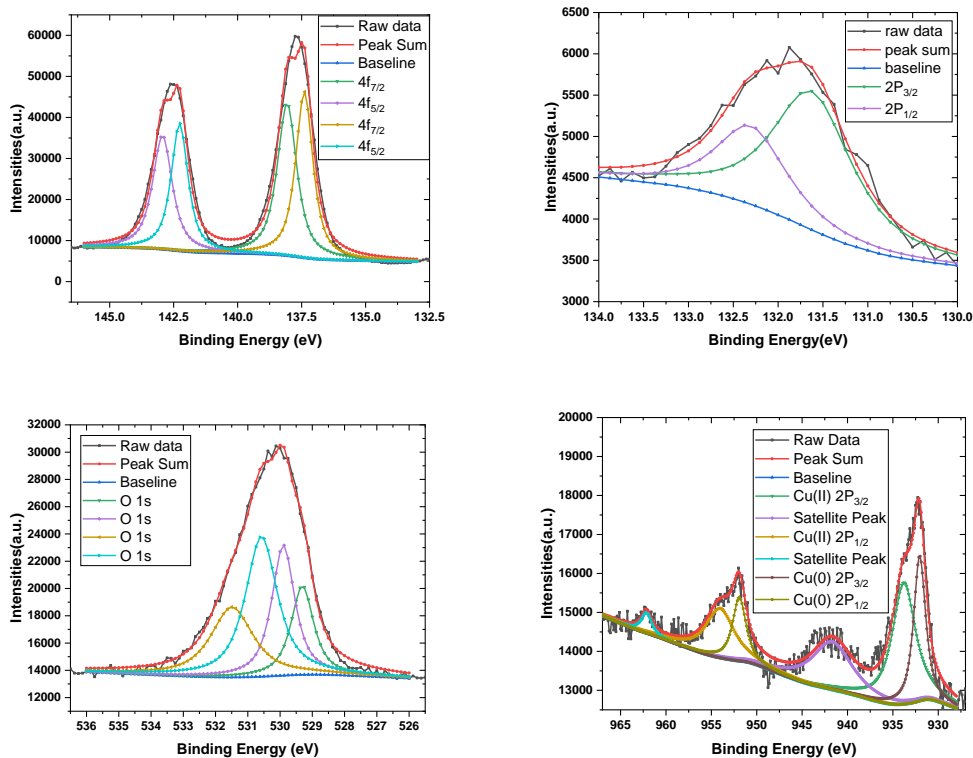 60000
50000
40000
30000
20000
10000
0
Intensities(a.u.)
145.0 142.5 140.0 137.5 135.0 132.5
Binding Energy (eV)
Raw data
Peak Sum
Baseline
4f7/2
4f5/2
4f7/2
4f5/2
6500
6000
5500
5000
4500
4000
3500
3000
Intensities(a.u.)
134.0 133.5 133.0 132.5 132.0 131.5 131.0 130.5 130.0
Binding Energy(eV)
raw data
peak sum
baseline
2P3/2
2P1/2
32000
30000
28000
26000
24000
22000
20000
18000
16000
14000
12000
Intensities(a.u.)
536 535 534 533 532 531 530 529 528 527 526
Binding Energy (eV)
Raw data
Peak Sum
Baseline
O 1s
O 1s
O 1s
O 1s
20000
19000
18000
17000
16000
15000
14000
13000
Intensities(a.u.)
965 960 955 950 945 940 935 930
Binding Energy (eV)
Raw Data
Peak Sum
Baseline
Cu(II) 2P3/2
Satellite Peak
Cu(II) 2P1/2
Satellite Peak
Cu(0) 2P3/2
Cu(0) 2P1/2